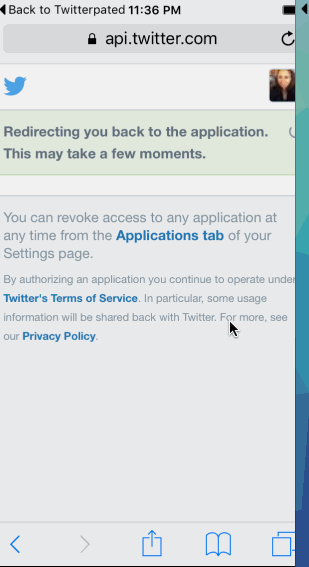 Back to Twitterpated 11:36 PM
api.twitter.com
Redirecting you back to the application.
This may take a few moments.
You can revoke access to any application at
any time from the Applications tab of your
Settings page.
By authorizing an application you continue to operate under
Twitter's Terms of Service. In particular, some usage
information will be shared back with Twitter. For more, see
our Privacy Policy.